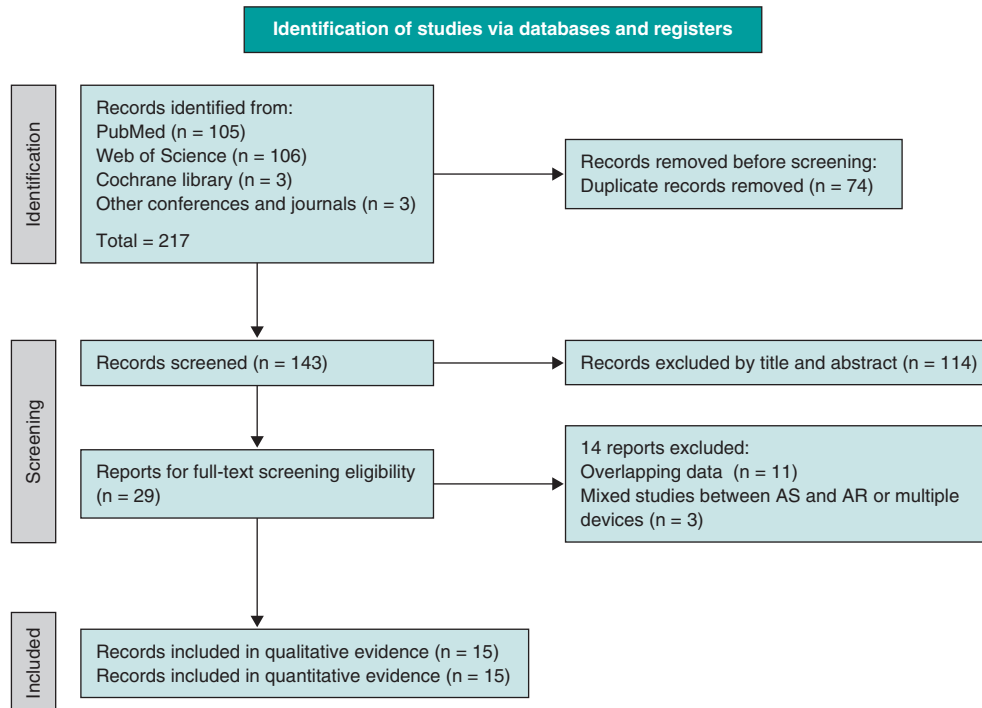 Identification of studies via databases and registers
Identification
Records identified from:
PubMed (n = 105)
Web of Science (n = 106)
Cochrane library (n = 3)
Other conferences and journals (n = 3)
Total = 217
Records removed before screening:
Duplicate records removed (n = 74)
Screening
Records screened (n = 143)
Records excluded by title and abstract (n = 114)
Reports for full-text screening eligibility
(n = 29)
14 reports excluded:
Overlapping data (n = 11)
Mixed studies between AS and AR or multiple
devices (n = 3)
Included
Records included in qualitative evidence (n = 15)
Records included in quantitative evidence (n = 15)